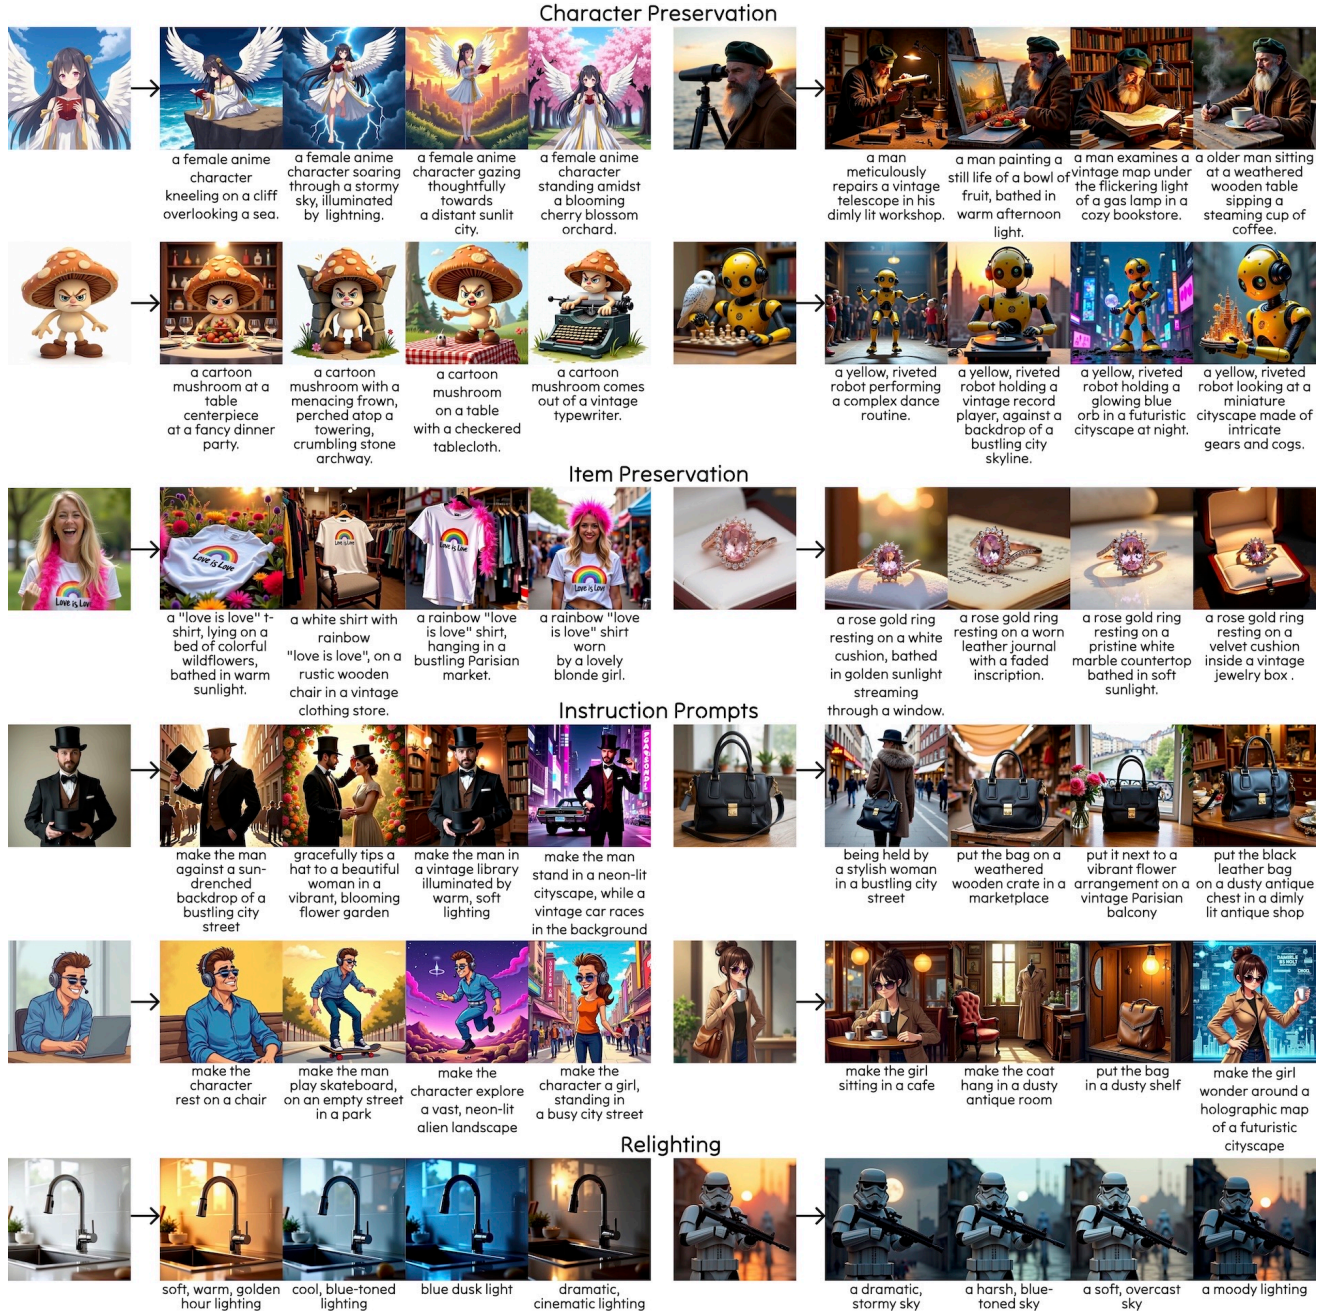 Character Preservation
a female anime
character
kneeling on a cliff
overlooking a sea.
a female anime
character soaring
through a stormy
sky, illuminated
by lightning.
a female anime
character gazing
thoughtfully
towards
a distant sunlit
city.
a female anime
character
standing amidst
a blooming
cherry blossom
orchard.
a man
meticulously
repairs a vintage
telescope in his
dimly lit workshop.
a man painting a
still life of a bowl of
fruit, bathed in
warm afternoon
light.
a man examines a
vintage map under
the flickering light
of a gas lamp in a
cozy bookstore.
a older man sitting
at a weathered
wooden table
sipping a
steaming cup of
coffee.
a cartoon
mushroom at a
table
centerpiece
at a fancy dinner
party.
a cartoon
mushroom with a
menacing frown,
perched atop a
towering,
crumbling stone
archway.
a cartoon
mushroom
on a table
with a checkered
tablecloth.
a cartoon
mushroom comes
out of a vintage
typewriter.
a yellow, riveted
robot performing
a complex dance
routine.
a yellow, riveted
robot holding a
vintage record
player, against a
backdrop of a
bustling city
skyline.
a yellow, riveted
robot holding a
glowing blue
orb in a futuristic
cityscape at night.
a yellow, riveted
robot looking at a
miniature
cityscape made of
intricate
gears and cogs.
Item Preservation
Love is Lov
Love is Love
Love is Love
Love is Love
Love is Love
a "love is love" t-
shirt, lying on a
bed of colorful
wildflowers,
bathed in warm
sunlight.
a white shirt with
rainbow
"love is love", on a
rustic wooden
chair in a vintage
clothing store.
a rainbow "love
is love" shirt,
hanging in a
bustling Parisian
market.
a rainbow "love
is love" shirt
worn
by a lovely
blonde girl.
a rose gold ring
resting on a white
cushion, bathed
in golden sunlight
streaming
through a window.
a rose gold ring
resting on a worn
leather journal
with a faded
inscription.
a rose gold ring
resting on a
pristine white
marble countertop
bathed in soft
sunlight.
a rose gold ring
resting on a
velvet cushion
inside a vintage
jewelry box .
Instruction Prompts
make the man
against a sun-
drenched
backdrop of a
bustling city
street
gracefully tips a
hat to a beautiful
woman in a
vibrant, blooming
flower garden
make the man in
a vintage library
illuminated by
warm, soft
lighting
make the man
stand in a neon-lit
cityscape, while a
vintage car races
in the background
being held by
a stylish woman
in a bustling city
street
put the bag on a
weathered
wooden crate in a
marketplace
put it next to a
vibrant flower
arrangement on a
vintage Parisian
balcony
put the black
leather bag
on a dusty antique
chest in a dimly
lit antique shop
make the
character
rest on a chair
make the man
play skateboard,
on an empty street
in a park
make the
character explore
a vast, neon-lit
alien landscape
make the
character a girl,
standing in
a busy city street
make the girl
sitting in a cafe
make the coat
hang in a dusty
antique room
put the bag
in a dusty shelf
make the girl
wonder around a
holographic map
of a futuristic
cityscape
Relighting
soft, warm, golden
hour lighting
cool, blue-toned
lighting
blue dusk light
dramatic,
cinematic lighting
a dramatic,
stormy sky
a harsh, blue-
toned sky
a soft, overcast
sky
a moody lighting